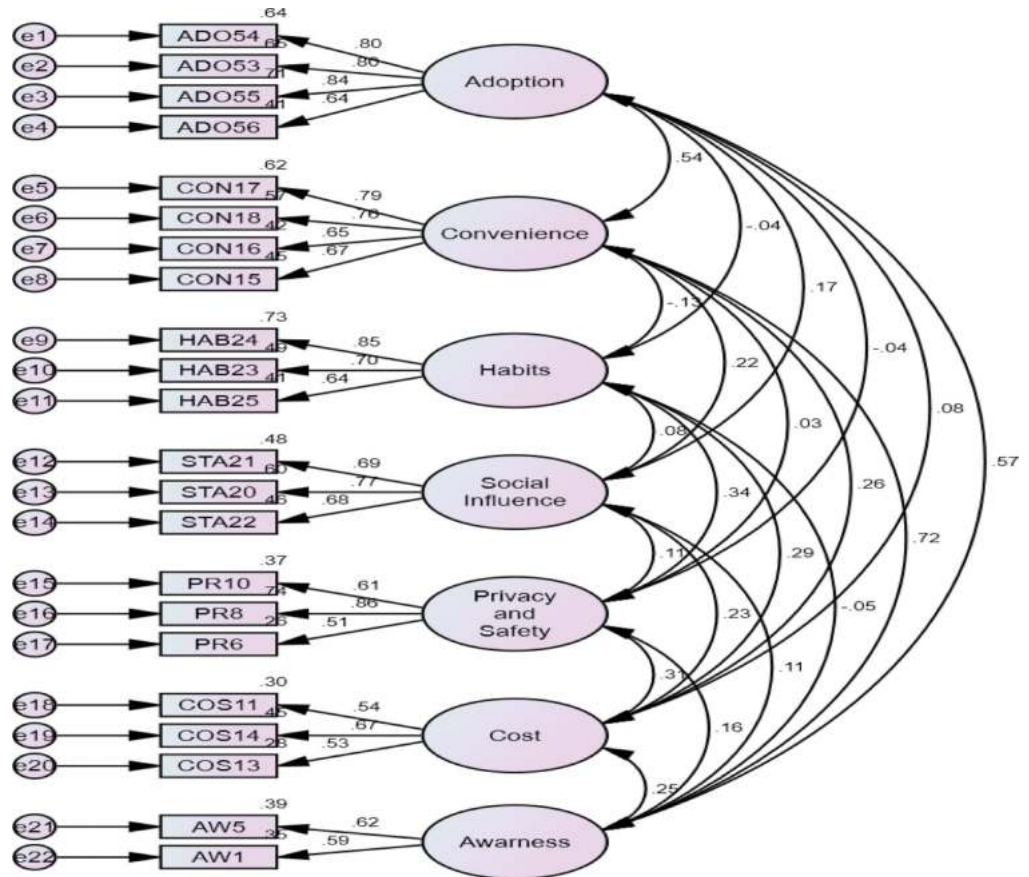 .64
e1 ADO54 .80
.65
e2 ADO53 .80 Adoption
.71
e3 ADO55 .84
.41
e4 ADO56 .64
.54
.62
e5 CON17 .79
.57
e6 CON18 .76 Convenience -.04
.42
e7 CON16 .65
.45
e8 CON15 .67 .17
-.13
.73
e9 HAB24 .85 -.04
.49
e10 HAB23 .70 Habits .22
.41
e11 HAB25 .64 .08
.03
.57
.48 .08
e12 STA21 .69
.60
e13 STA20 .77 Social
Influence .34 .26
.46
e14 STA22 .68
.72
.11 .29
.37
e15 PR10 .61 Privacy
.74
e16 PR8 .86 and -.05
.26 .23
e17 PR6 .51 Safety
.11
.30 .31
e18 COS11 .54
.45
e19 COS14 .67 Cost .16
.28
e20 COS13 .53
.25
.39
e21 AW5 .62
.35 Awarness
e22 AW1 .59